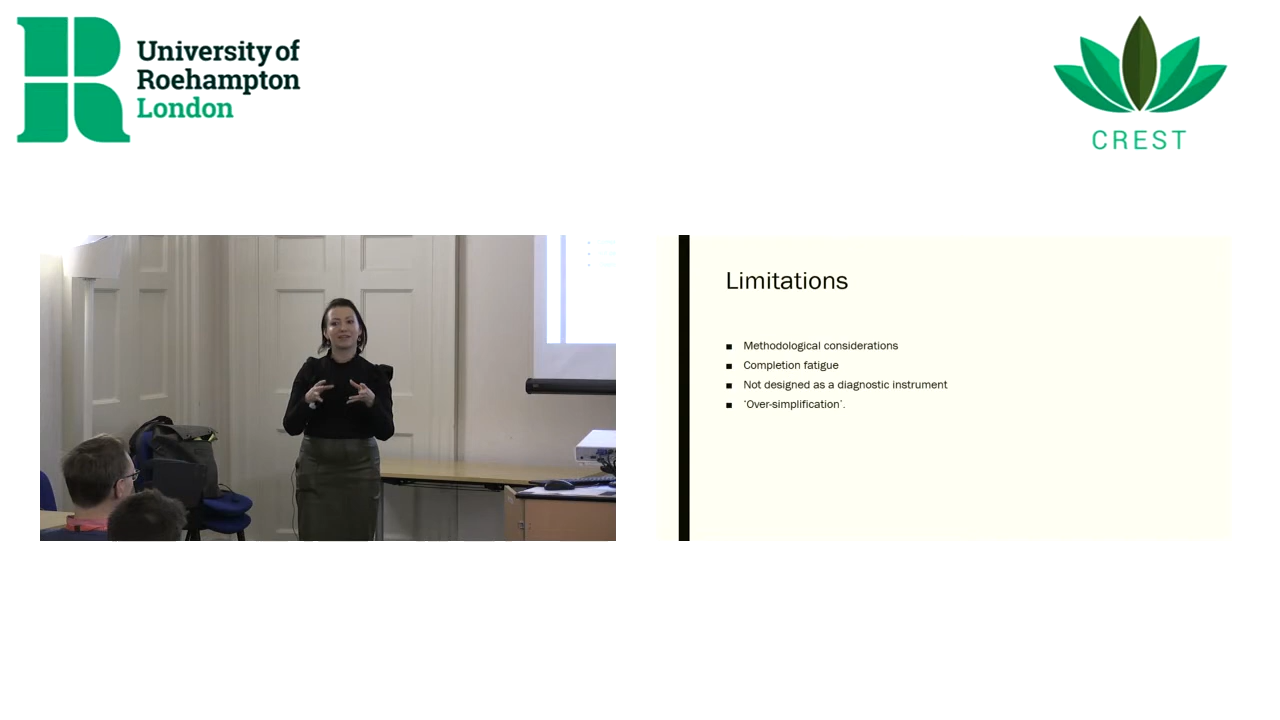 University of
Roehampton
London
CREST
Limitations
Methodological considerations
Completion fatigue
Not designed as a diagnostic instrument
‘Over-simplification’.